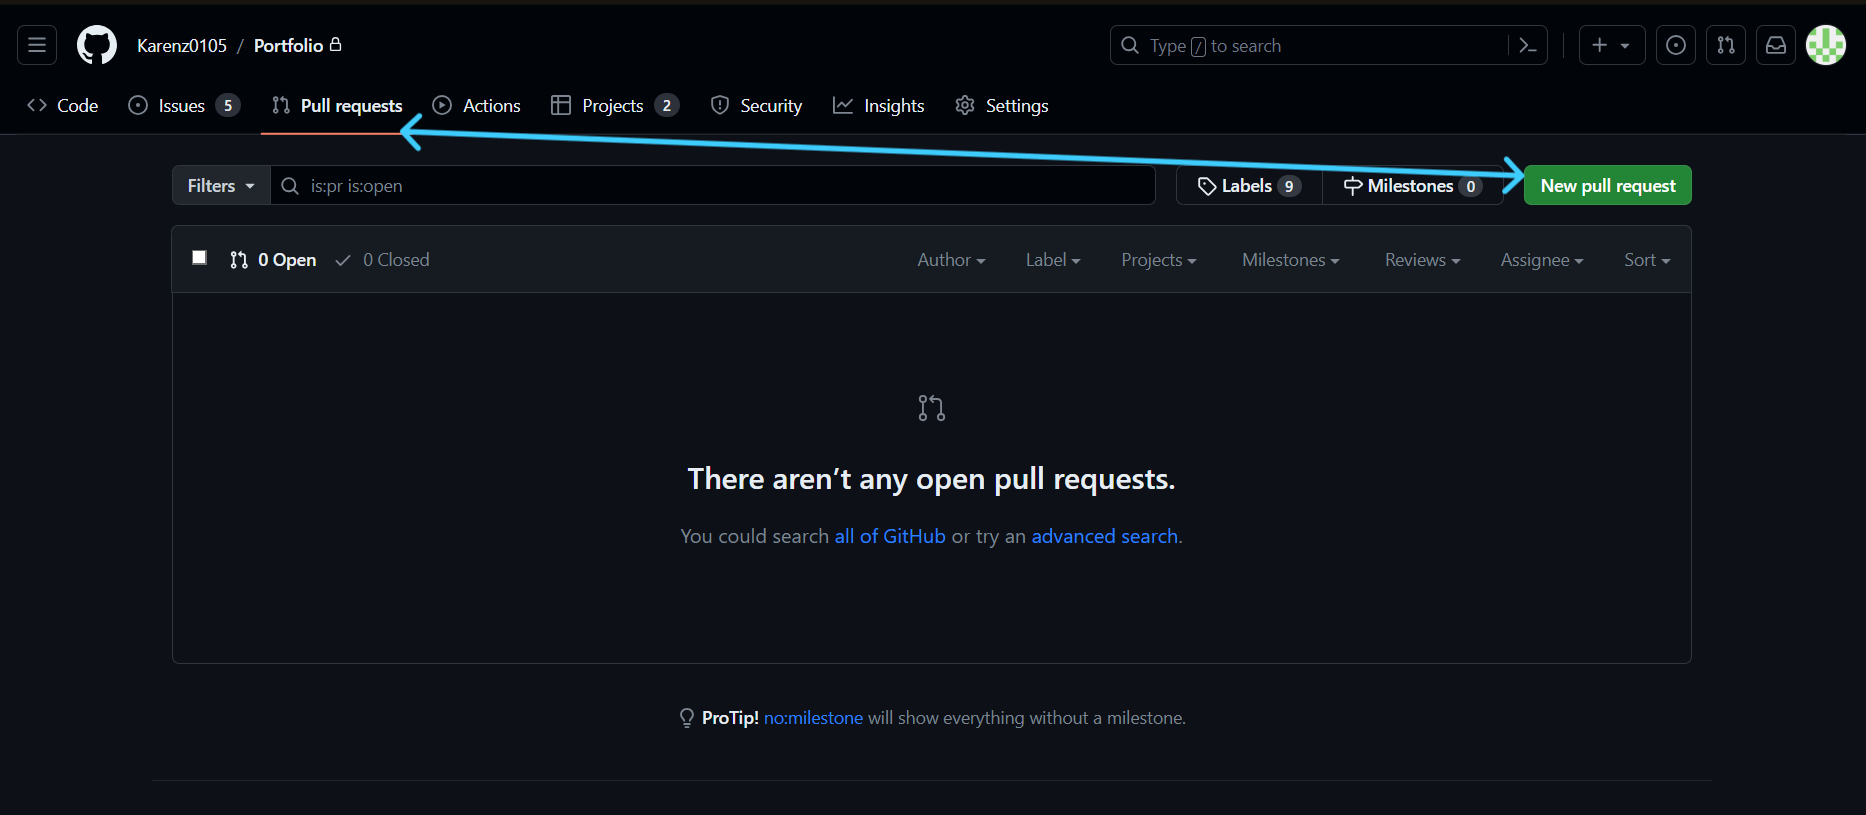 Karenz0105 / Portfolio
Type / to search
Code Issues 5 Pull requests Actions Projects 2 Security Insights Settings
Filters is:pr is:open Labels 9 Milestones 0 New pull request
0 Open 0 Closed Author Label Projects Milestones Reviews Assignee Sort
There aren’t any open pull requests.
You could search all of GitHub or try an advanced search.
ProTip! no:milestone will show everything without a milestone.